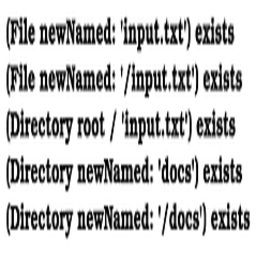 (File newNamed: 'input.txt') exists
(File newNamed: '/input.txt') exists
(Directory root / 'input.txt') exists
(Directory newNamed: 'docs') exists
(Directory newNamed: '/docs') exists